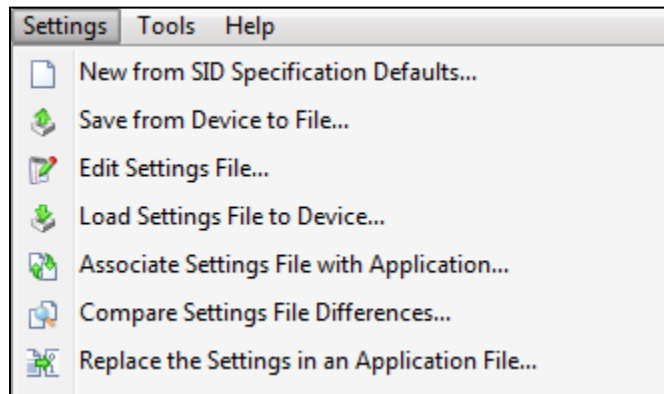 Settings Tools Help
New from SID Specification Defaults...
Save from Device to File...
Edit Settings File...
Load Settings File to Device...
Associate Settings File with Application...
Compare Settings File Differences...
Replace the Settings in an Application File...